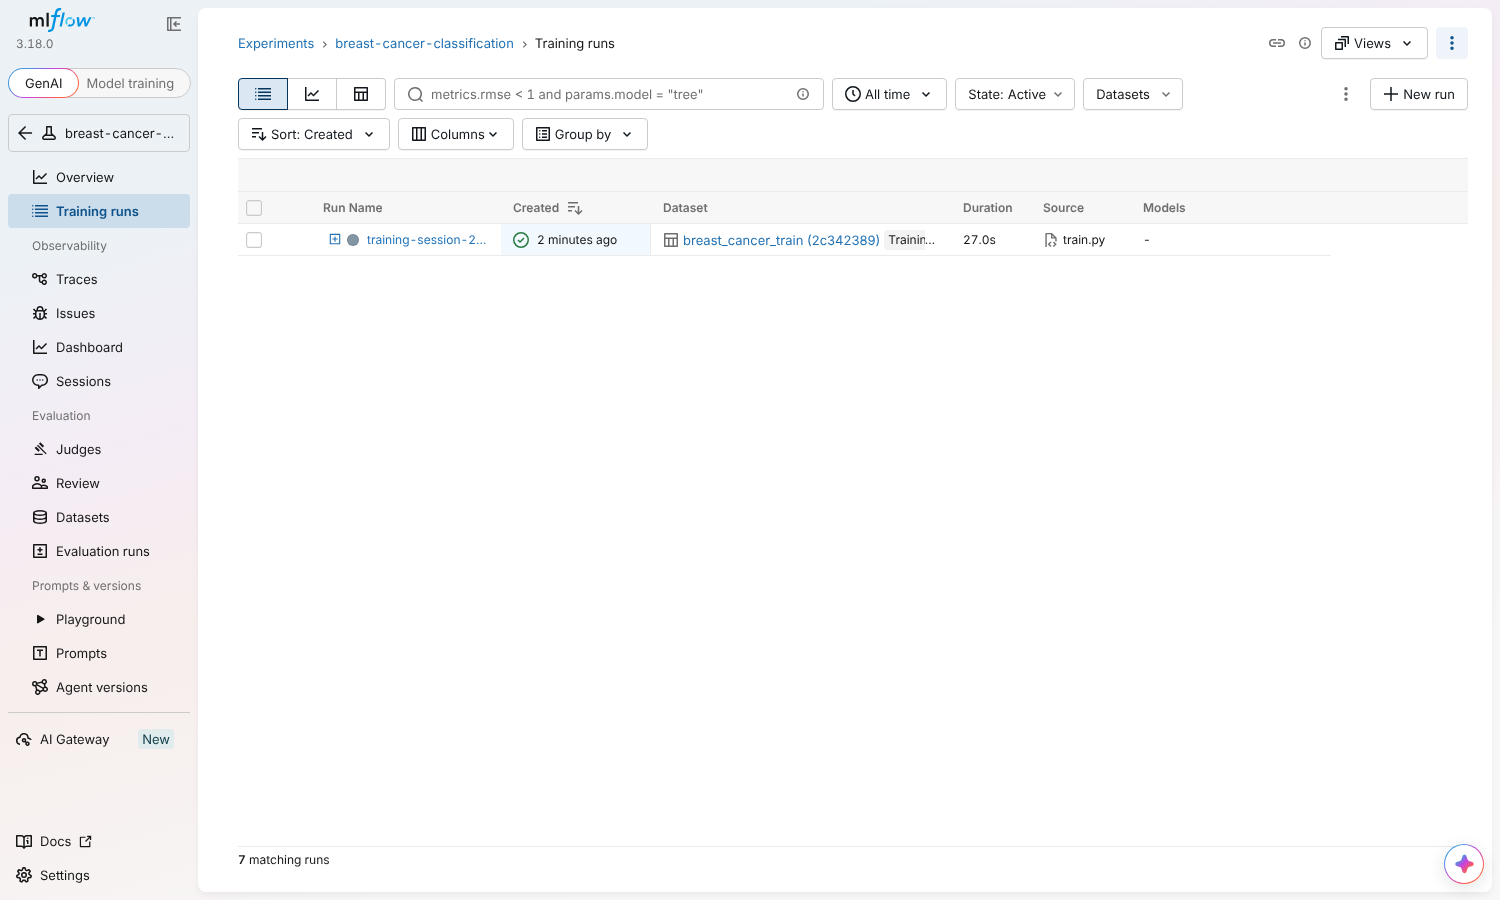 mlflow
3.18.0
GenAI
Model training
breast-cancer-...
Overview
Training runs
Observability
Traces
Issues
Dashboard
Sessions
Evaluation
Judges
Review
Datasets
Evaluation runs
Prompts & versions
Playground
Prompts
Agent versions
AI Gateway
New
Docs
Settings
Experiments › breast-cancer-classification › Training runs
Views
metrics.rmse < 1 and params.model = "tree"
All time
State: Active
Datasets
New run
Sort: Created
Columns
Group by
Run Name Created Dataset Duration Source Models
training-session-2... 2 minutes ago breast_cancer_train (2c342389) Trainin... 27.0s train.py -
7 matching runs